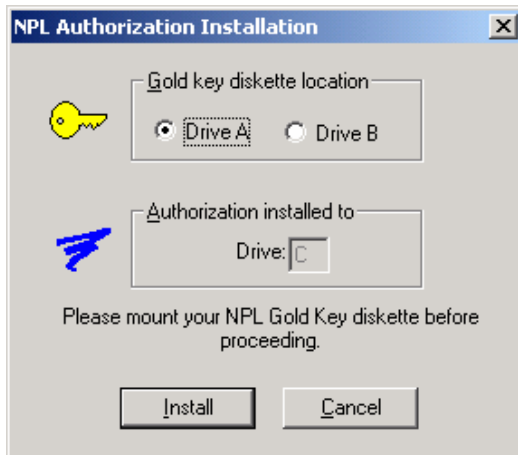 NPL Authorization Installation
Gold key diskette location
Drive A
Drive B
Authorization installed to
Drive: C
Please mount your NPL Gold Key diskette before
proceeding.
Install
Cancel